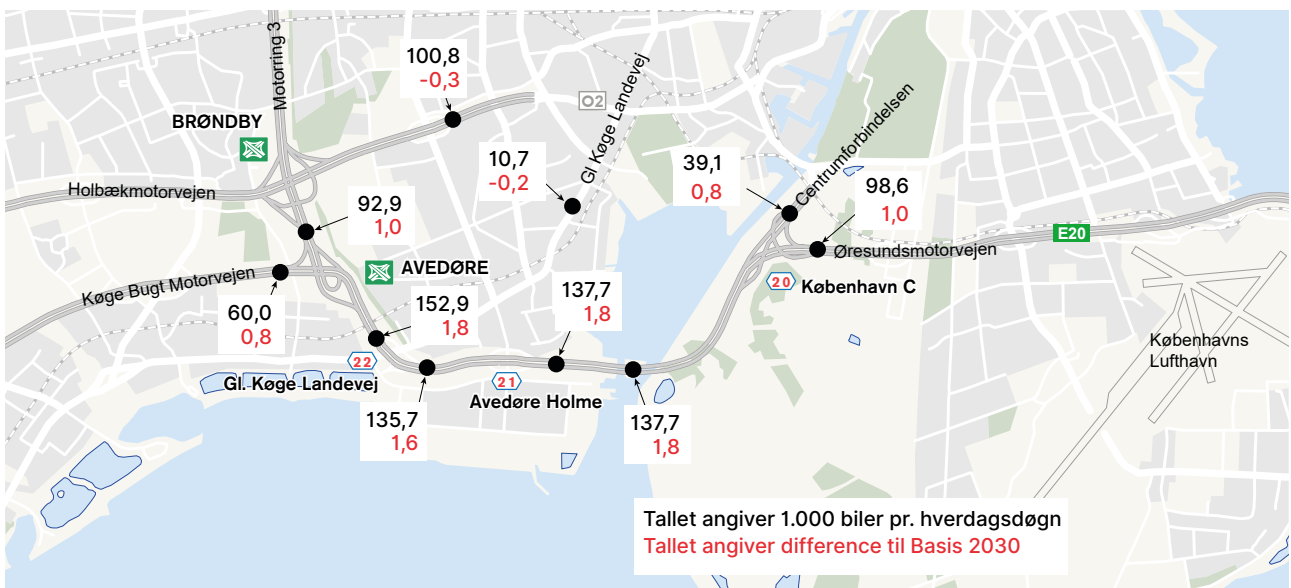 Motorring 3
100,8
-0,3
O2
Gl Køge Landevej
BRØNDBY
10,7
-0,2
39,1
0,8
Centrumforbindelsen
98,6
1,0
Holbækmotorvejen
92,9
1,0
E20
Øresundsmotorvejen
AVEDØRE
Køge Bugt Motorvejen
20
København C
60,0
0,8
152,9
1,8
137,7
1,8
Københavns
Lufthavn
22
Gl. Køge Landevej
21
Avedøre Holme
135,7
1,6
137,7
1,8
Tallet angiver 1.000 biler pr. hverdagsdøgn
Tallet angiver difference til Basis 2030